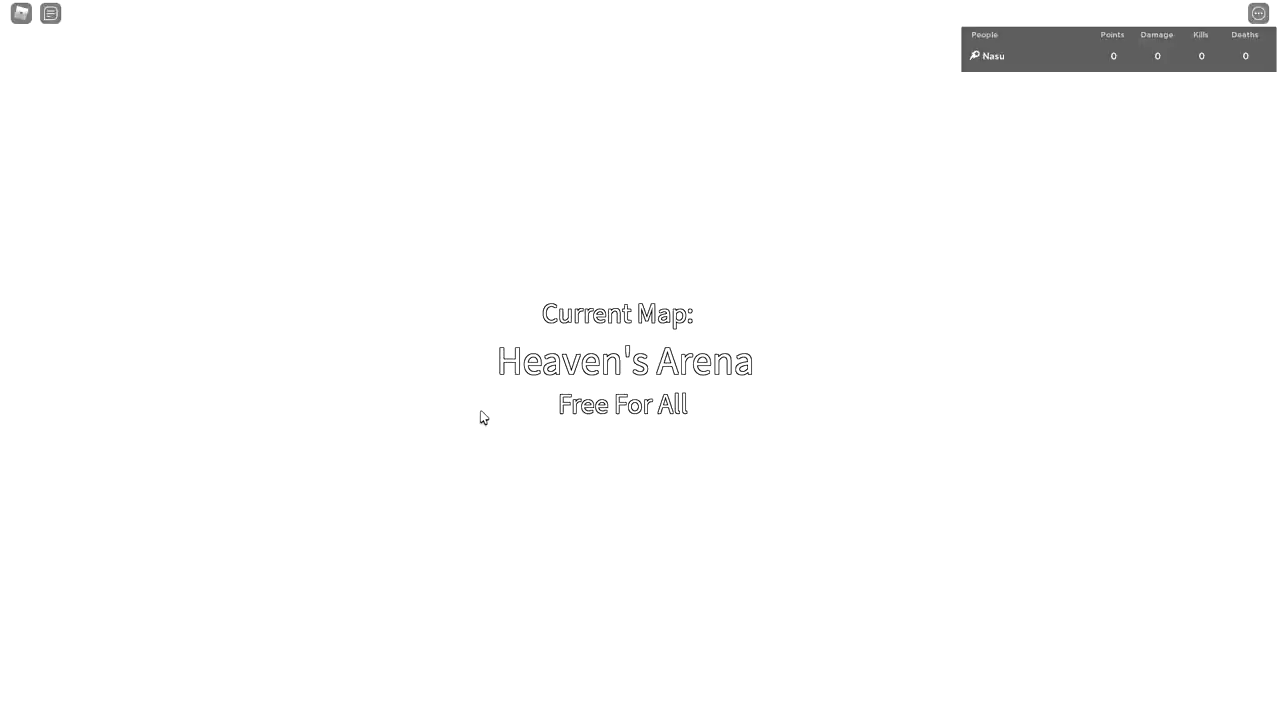 People Points Damage Kills Deaths
Nasu 0 0 0 0
Current Map:
Heaven's Arena
Free For All